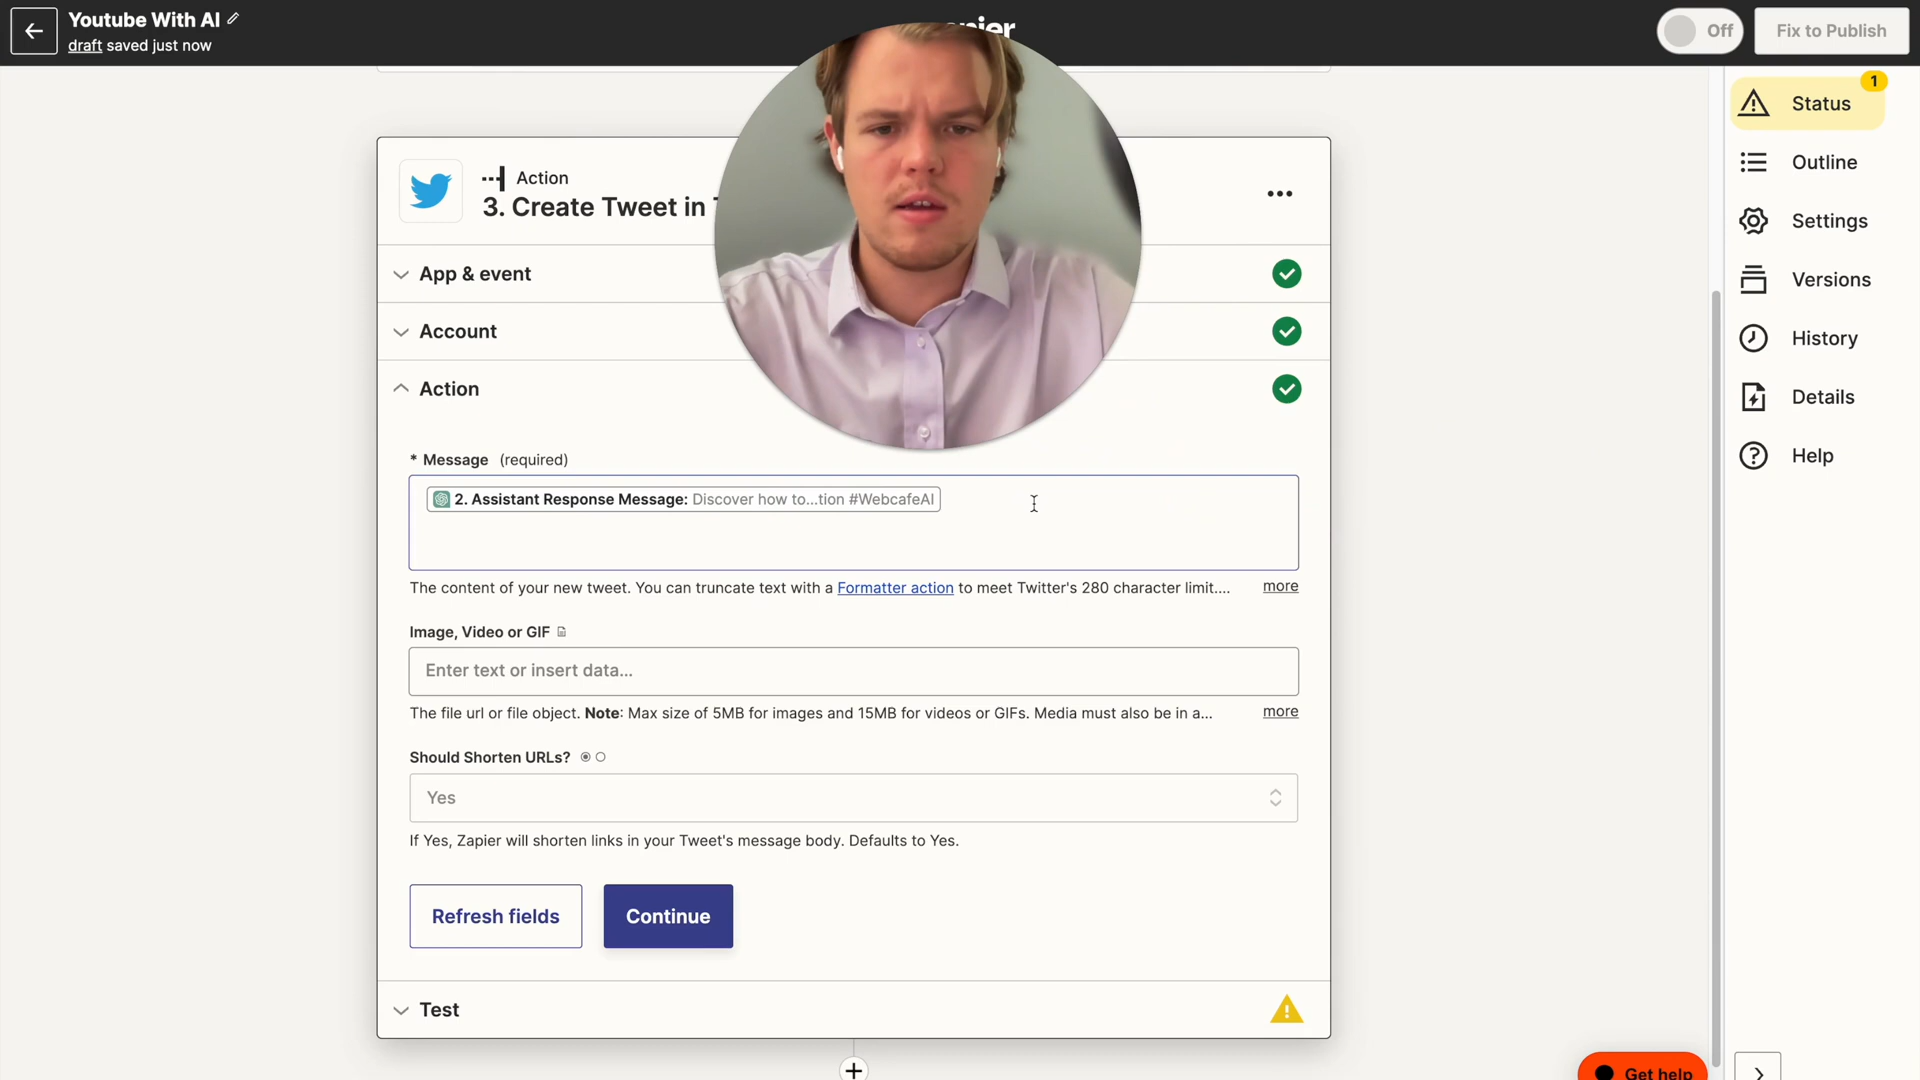 Youtube With AI
draft saved just now
Off
Fix to Publish
1
Status
Outline
Settings
Versions
History
Details
Help
Action
3. Create Tweet in
App & event
Account
Action
* Message (required)
2. Assistant Response Message: Discover how to...tion #WebcafeAI
The content of your new tweet. You can truncate text with a Formatter action to meet Twitter's 280 character limit.... more
Image, Video or GIF
Enter text or insert data...
The file url or file object. Note: Max size of 5MB for images and 15MB for videos or GIFs. Media must also be in a... more
Should Shorten URLs?
Yes
If Yes, Zapier will shorten links in your Tweet's message body. Defaults to Yes.
Refresh fields
Continue
Test
Get help